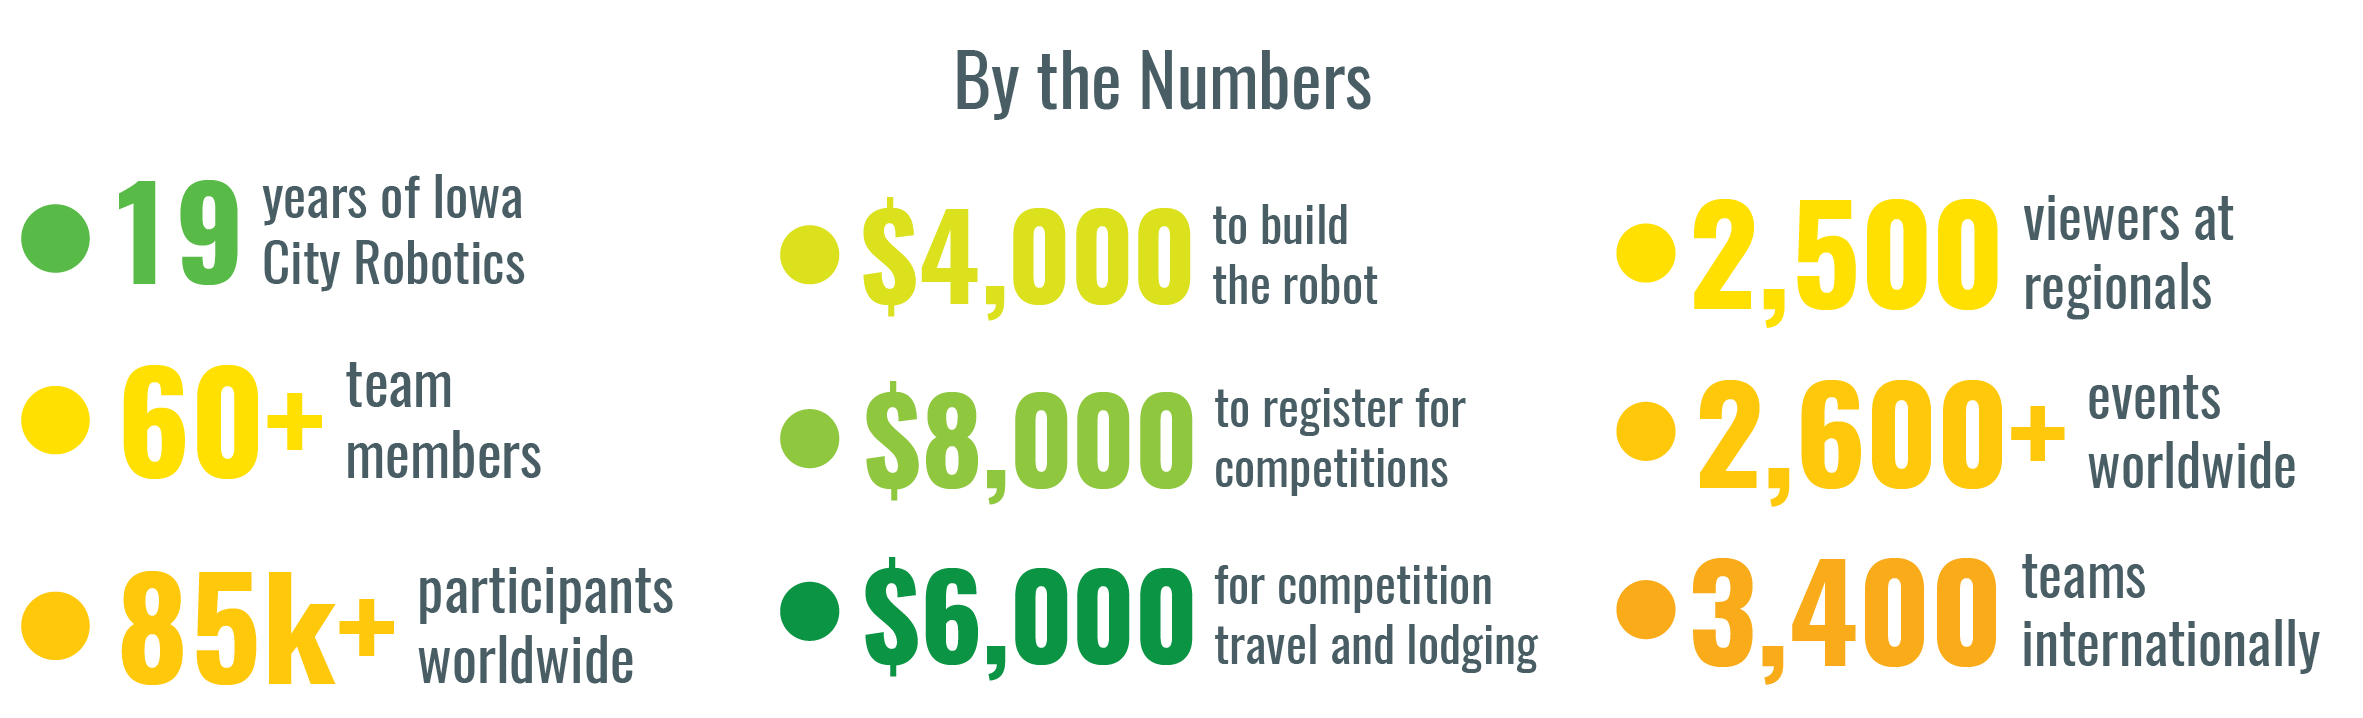 By the Numbers
19 years of Iowa
City Robotics
60+ team
members
85k+ participants
worldwide
$4,000 to build
the robot
$8,000 to register for
competitions
$6,000 for competition
travel and lodging
2,500 viewers at
regionals
2,600+ events
worldwide
3,400 teams
internationally